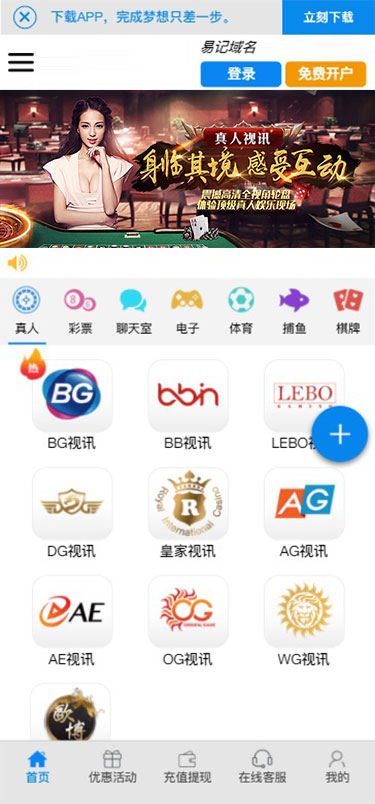 下载APP，完成梦想只差一步。
立刻下载
易记域名
登录
免费开户
真人视讯
身临其境 感受互动
震撼高清全视角轮盘
体验顶级真人娱乐现场
真人
彩票
聊天室
电子
体育
捕鱼
棋牌
热
BG
bbin
LEBO
BG视讯
BB视讯
LEBO视
DG
Royal International Casino
R
AG
DG视讯
皇家视讯
AG视讯
AE
OG
ORIENTAL GAME
AE视讯
OG视讯
WG视讯
欧博
首页
优惠活动
充值提现
在线客服
我的